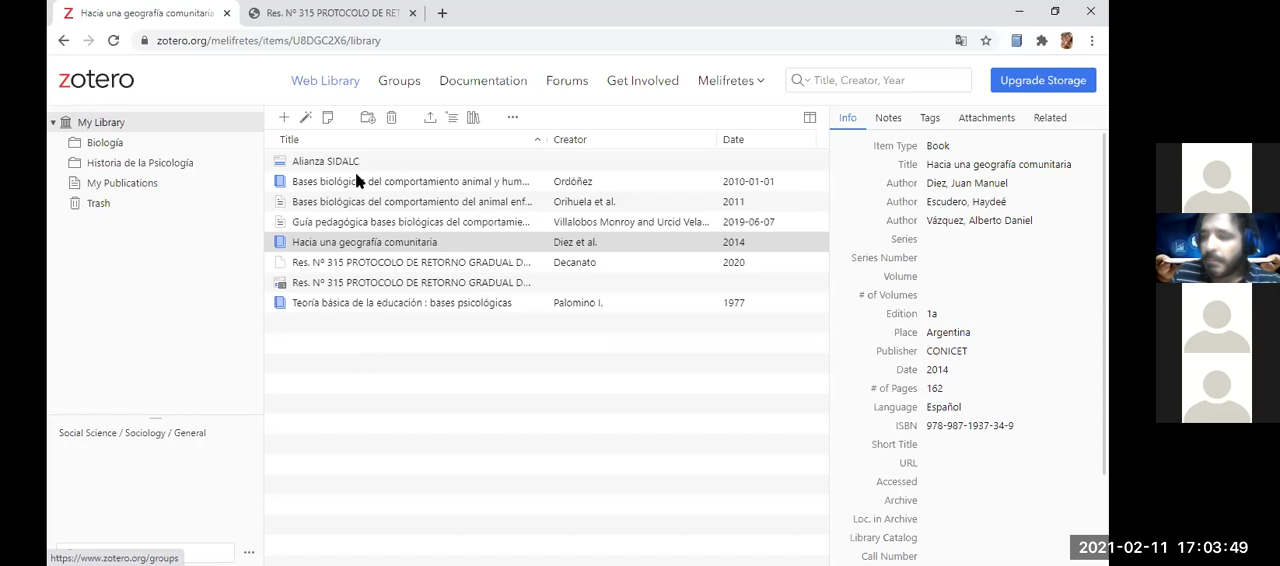 Hacia una geografía comunitaria
Res. Nº 315 PROTOCOLO DE RET
zotero.org/melifretes/items/U8DGC2X6/library
zotero
Web Library
Groups
Documentation
Forums
Get Involved
Melifretes
Title, Creator, Year
Upgrade Storage
My Library
Biología
Historia de la Psicología
My Publications
Trash
Social Science / Sociology / General
https://www.zotero.org/groups
Title Creator Date
Alianza SIDALC
Bases biológicas del comportamiento animal y hum... Ordóñez 2010-01-01
Bases biológicas del comportamiento del animal enf... Orihuela et al. 2011
Guía pedagógica bases biológicas del comportamie... Villalobos Monroy and Urcid Vela... 2019-06-07
Hacia una geografía comunitaria Diez et al. 2014
Res. Nº 315 PROTOCOLO DE RETORNO GRADUAL D... Decanato 2020
Res. Nº 315 PROTOCOLO DE RETORNO GRADUAL D...
Teoría básica de la educación : bases psicológicas Palomino I. 1977
Info Notes Tags Attachments Related
Item Type Book
Title Hacia una geografía comunitaria
Author Diez, Juan Manuel
Author Escudero, Haydeé
Author Vázquez, Alberto Daniel
Series
Series Number
Volume
# of Volumes
Edition 1a
Place Argentina
Publisher CONICET
Date 2014
# of Pages 162
Language Español
ISBN 978-987-1937-34-9
Short Title
URL
Accessed
Archive
Loc. in Archive
Library Catalog
Call Number
2021-02-11 17:03:49